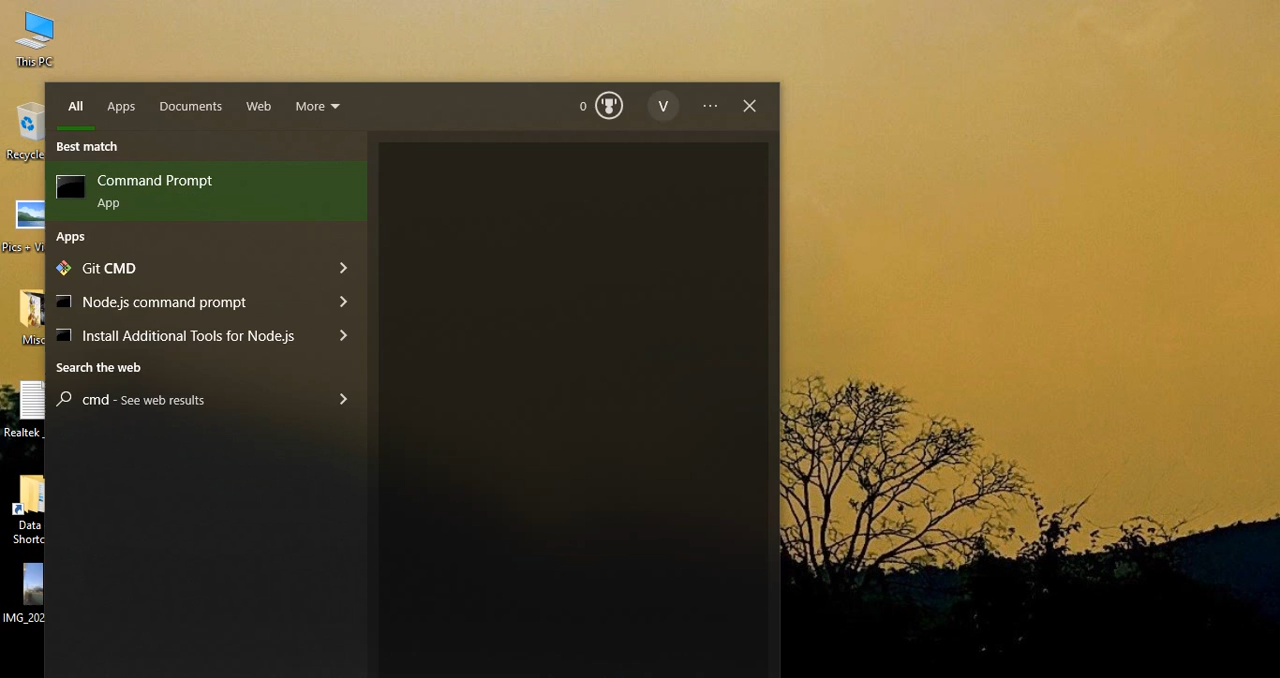 This PC
Recycle
Pics + Vi
Misc
Realtek_
Data
Shortc
IMG_202
All
Apps
Documents
Web
More
0
V
Best match
Command Prompt
App
Apps
Git CMD
Node.js command prompt
Install Additional Tools for Node.js
Search the web
cmd - See web results